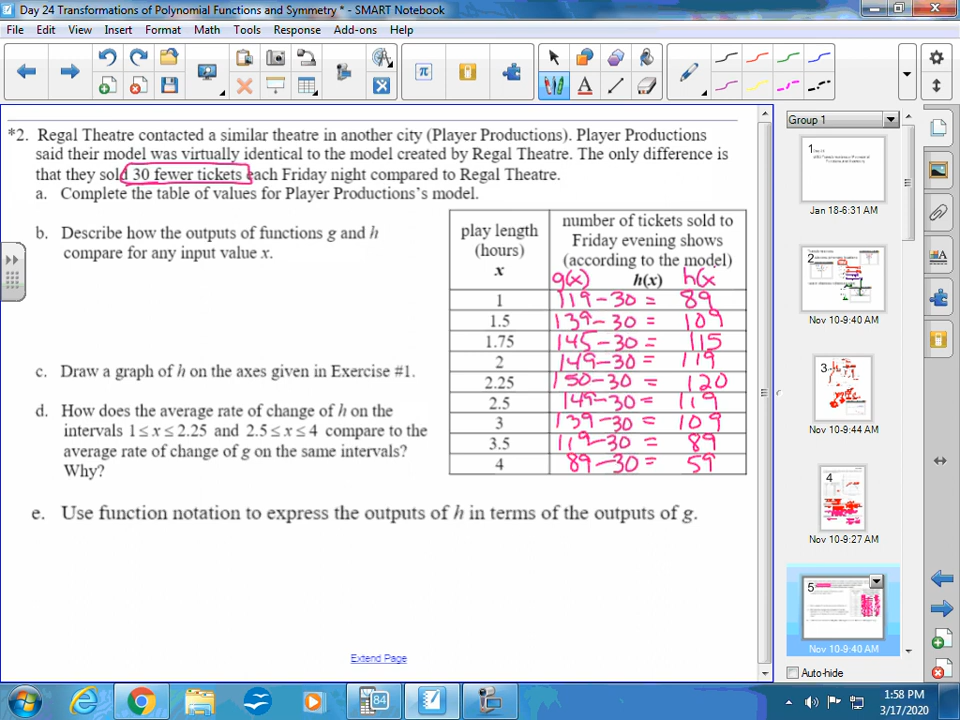 Day 24 Transformations of Polynomial Functions and Symmetry * - SMART Notebook
File Edit View Insert Format Math Tools Response Add-ons Help
*2. Regal Theatre contacted a similar theatre in another city (Player Productions). Player Productions
said their model was virtually identical to the model created by Regal Theatre. The only difference is
that they sold 30 fewer tickets each Friday night compared to Regal Theatre.
a. Complete the table of values for Player Productions's model.
b. Describe how the outputs of functions g and h
compare for any input value x.
c. Draw a graph of h on the axes given in Exercise #1.
d. How does the average rate of change of h on the
intervals 1 ≤ x ≤ 2.25 and 2.5 ≤ x ≤ 4 compare to the
average rate of change of g on the same intervals?
Why?
play length
(hours)
x
number of tickets sold to
Friday evening shows
(according to the model)
g(x) h(x) h(x
1 119-30 = 89
1.5 139-30 = 109
1.75 145-30 = 115
2 149-30 = 119
2.25 150-30 = 120
2.5 149-30 = 119
3 139-30 = 109
3.5 119-30 = 89
4 89-30 = 59
e. Use function notation to express the outputs of h in terms of the outputs of g.
Extend Page
Group 1
1
Jan 18-6:31 AM
2
Nov 10-9:40 AM
3
Nov 10-9:44 AM
4
Nov 10-9:27 AM
5
Nov 10-9:40 AM
Auto-hide
84
1:58 PM
3/17/2020